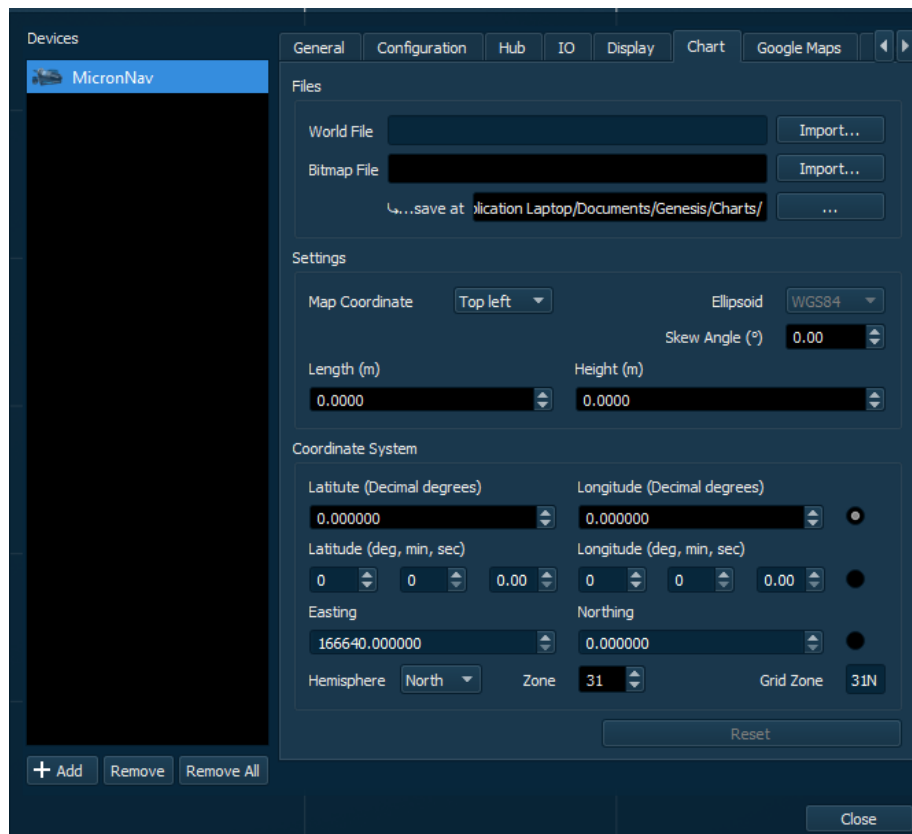 Devices
MicronNav
+ Add Remove Remove All
General Configuration Hub IO Display Chart Google Maps
Files
World File Import...
Bitmap File Import...
...save at plication Laptop/Documents/Genesis/Charts/ ...
Settings
Map Coordinate Top left Ellipsoid WGS84
Skew Angle (º) 0.00
Length (m) Height (m)
0.0000 0.0000
Coordinate System
Latitute (Decimal degrees) Longitude (Decimal degrees)
0.000000 0.000000
Latitude (deg, min, sec) Longitude (deg, min, sec)
0 0 0.00 0 0 0.00
Easting Northing
166640.000000 0.000000
Hemisphere North Zone 31 Grid Zone 31N
Reset
Close